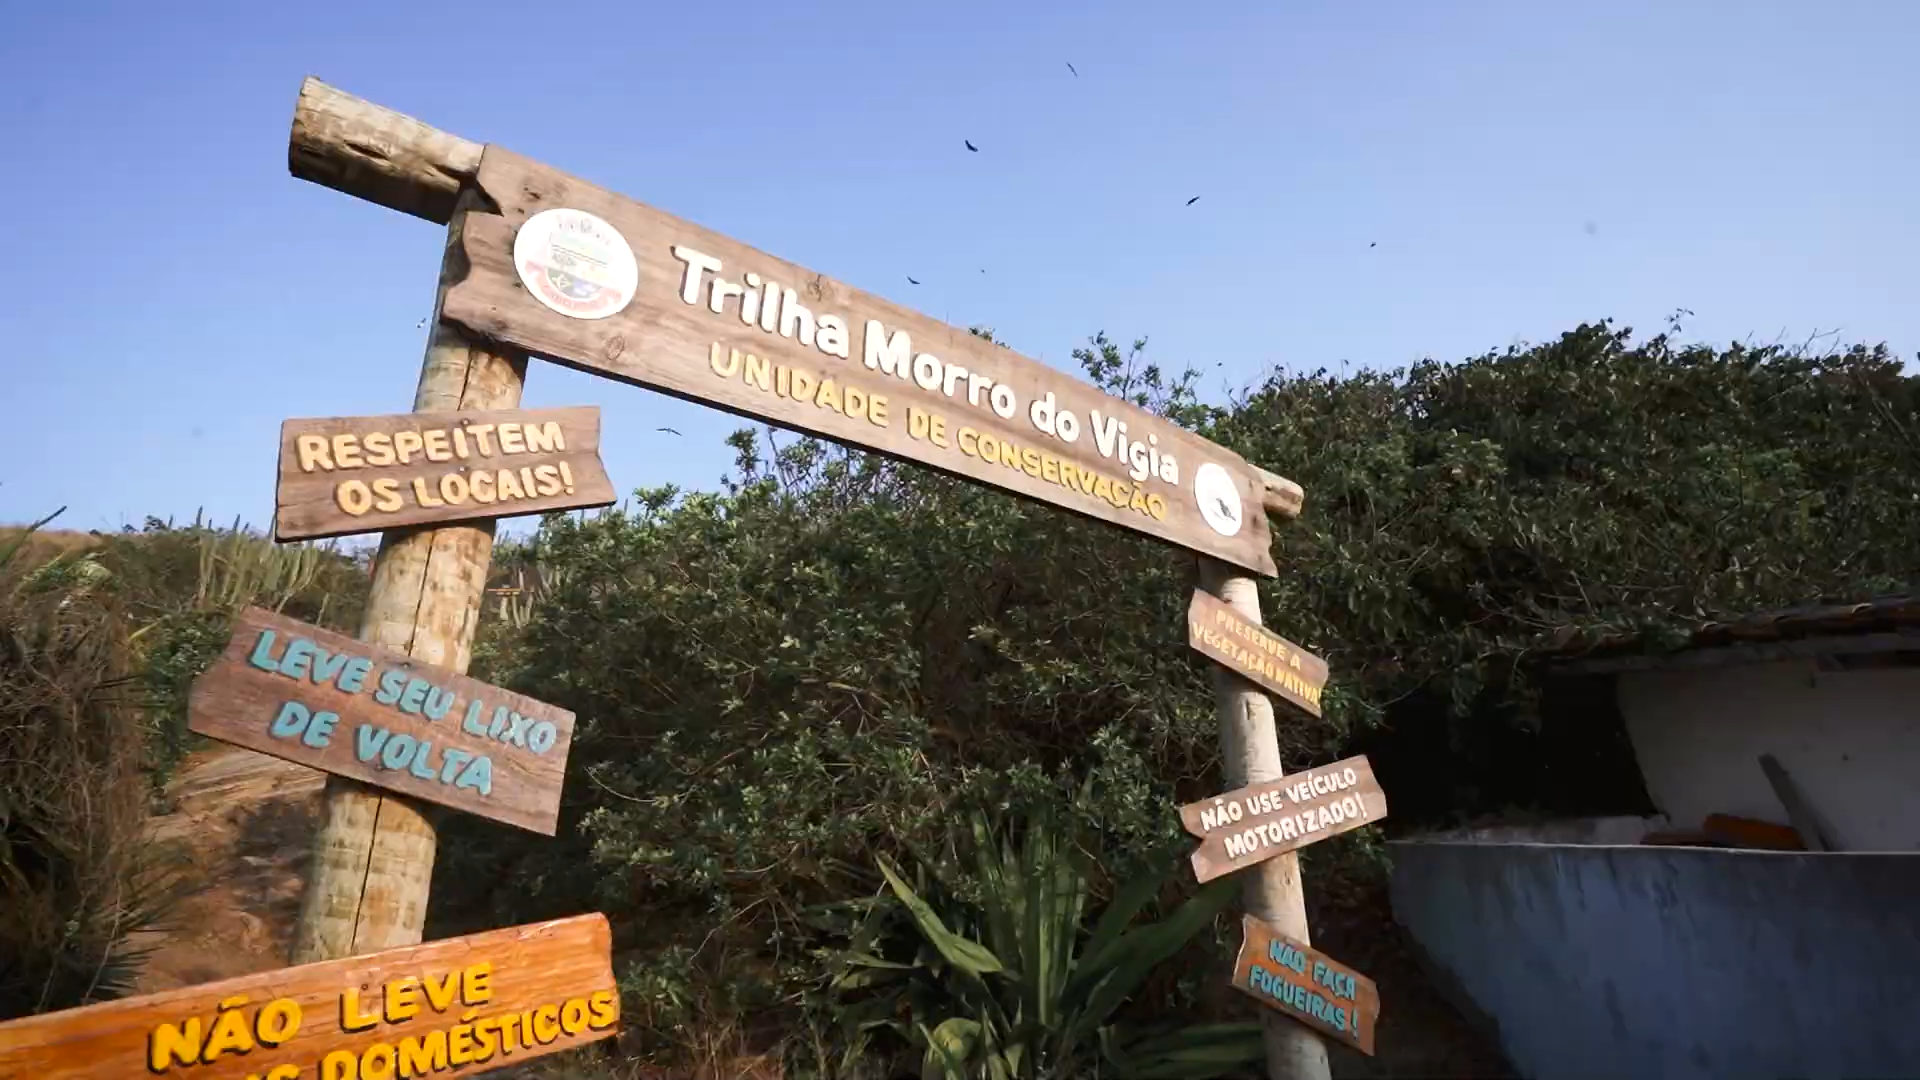 Trilha Morro do Vigia
UNIDADE DE CONSERVAÇÃO
RESPEITEM
OS LOCAIS!
LEVE SEU LIXO
DE VOLTA
NÃO LEVE
DOMÉSTICOS
PRESERVE A
VEGETAÇÃO NATIVA
NÃO USE VEÍCULO
MOTORIZADO!
NÃO FAÇA
FOGUEIRAS!